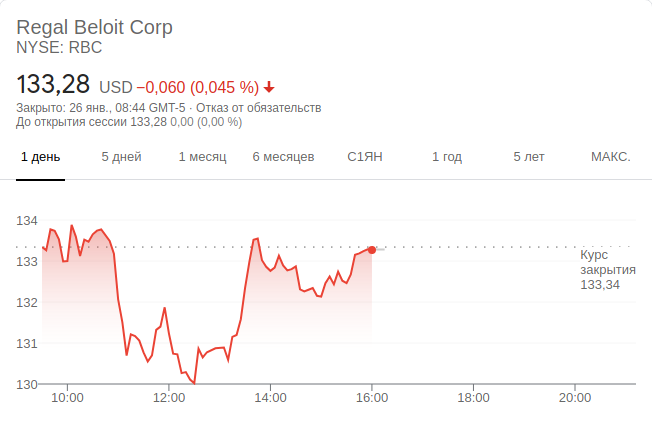 Regal Beloit Corp
NYSE: RBC
133,28 USD −0,060 (0,045 %)
Закрыто: 26 янв., 08:44 GMT-5 · Отказ от обязательств
До открытия сессии 133,28 0,00 (0,00 %)
1 день 5 дней 1 месяц 6 месяцев С1ЯН 1 год 5 лет МАКС.
134
133
132
131
130
Курс
закрытия
133,34
10:00 12:00 14:00 16:00 18:00 20:00